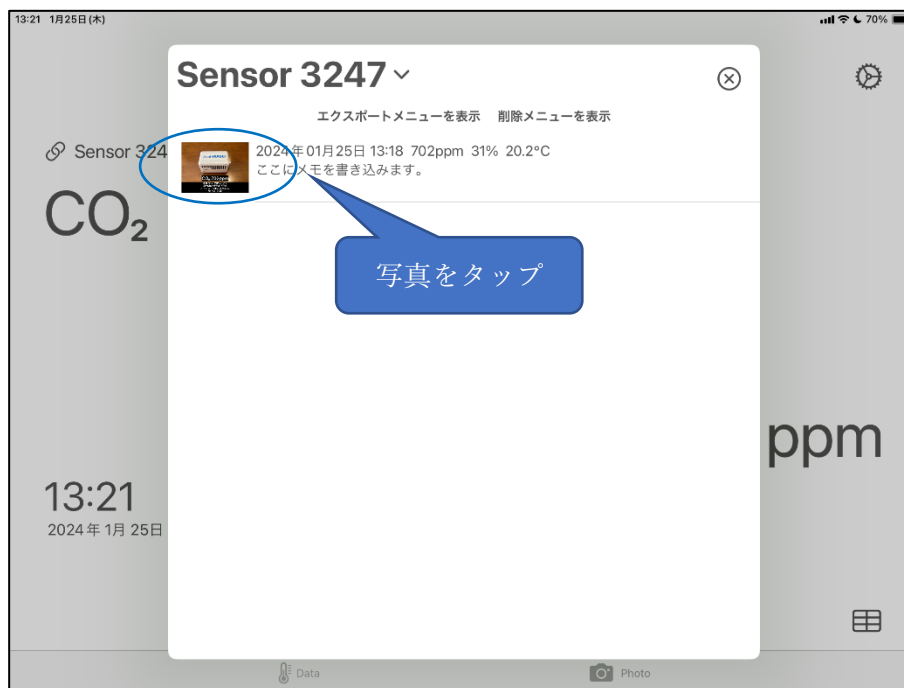 13:21 1月25日(木)
70%
Sensor 3247
エクスポートメニューを表示 削除メニューを表示
Sensor 324
2024年01月25日 13:18 702ppm 31% 20.2°C
ここにメモを書き込みます。
CO₂
写真をタップ
ppm
13:21
2024年1月25日
Data
Photo